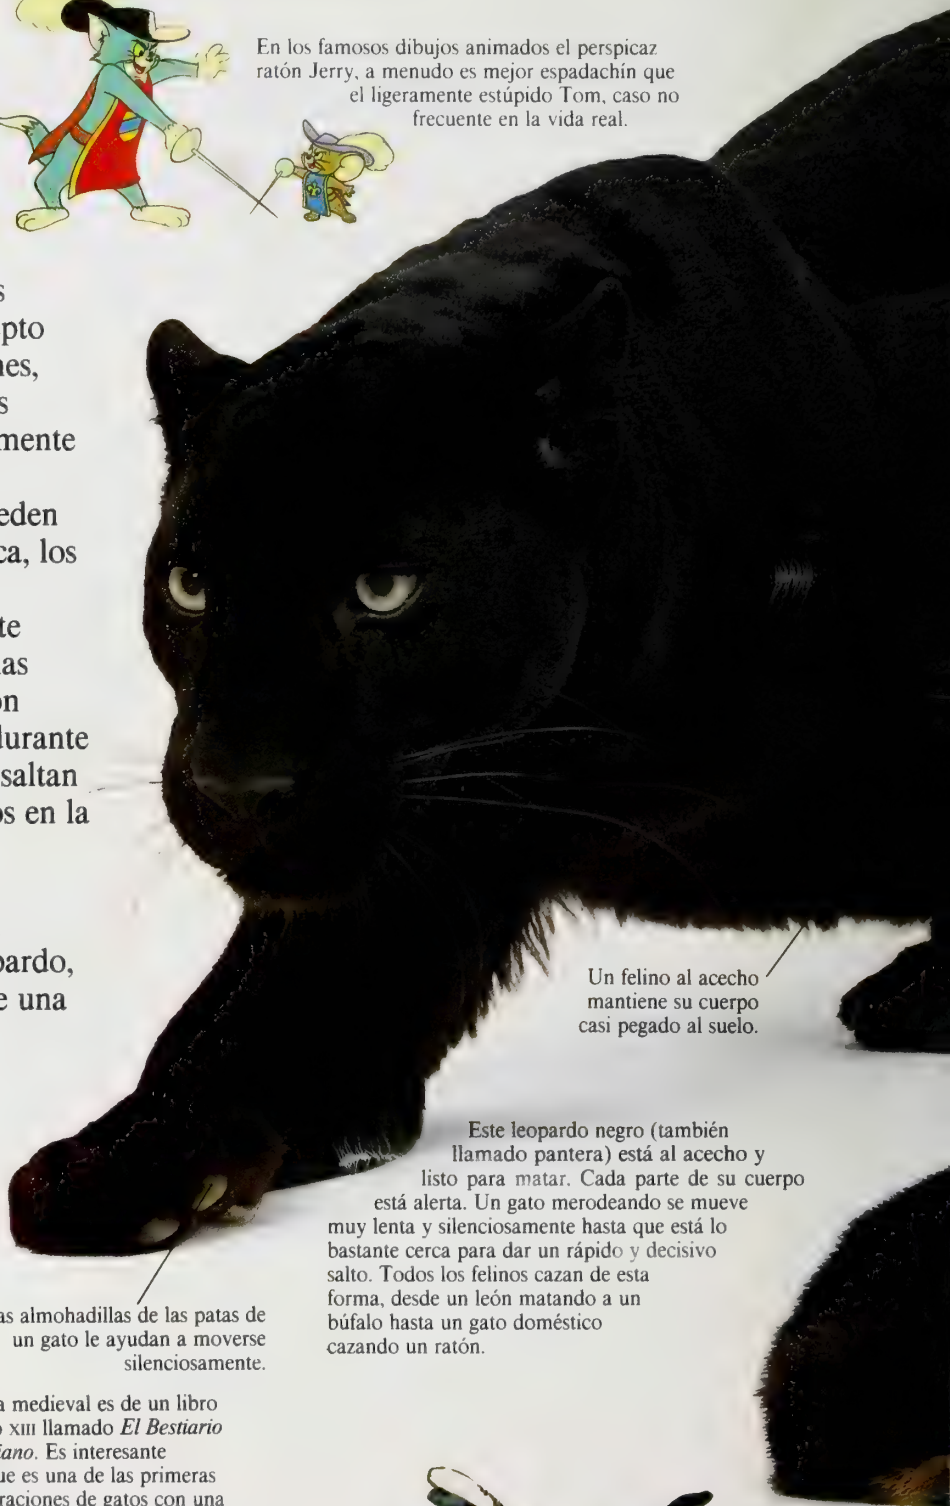 En los famosos dibujos animados el perspicaz
ratón Jerry, a menudo es mejor espadachín que
el ligeramente estúpido Tom, caso no
frecuente en la vida real.
s
pto
nes,
s
mente
eden
ca, los
te
as
on
durante
saltan
os en la
pardo,
e una
Un felino al acecho
mantiene su cuerpo
casi pegado al suelo.
Este leopardo negro (también
llamado pantera) está al acecho y
listo para matar. Cada parte de su cuerpo
está alerta. Un gato merodeando se mueve
muy lenta y silenciosamente hasta que está lo
bastante cerca para dar un rápido y decisivo
salto. Todos los felinos cazan de esta
forma, desde un león matando a un
búfalo hasta un gato doméstico
cazando un ratón.
as almohadillas de las patas de
un gato le ayudan a moverse
silenciosamente.
a medieval es de un libro
o XIII llamado El Bestiario
iano. Es interesante
ue es una de las primeras
raciones de gatos con una